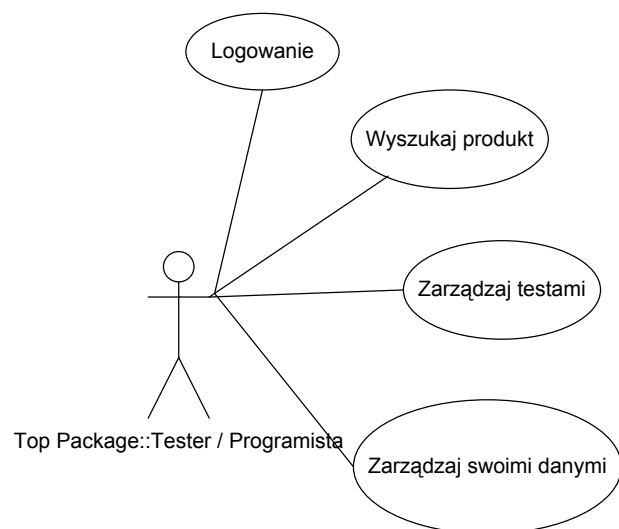 Logowanie
Wyszukaj produkt
Zarządzaj testami
Top Package::Tester / Programista
Zarządzaj swoimi danymi